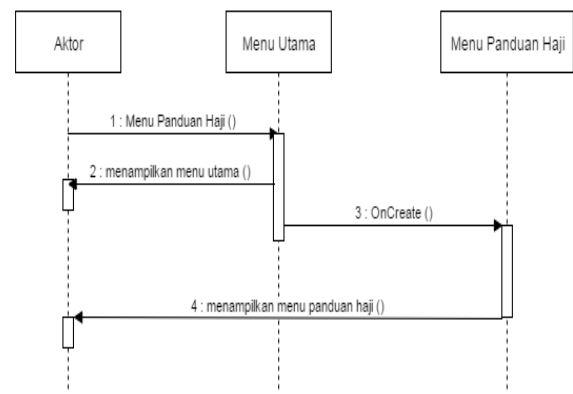 Aktor
Menu Utama
Menu Panduan Haji
1 : Menu Panduan Haji ()
2 : menampilkan menu utama ()
3 : OnCreate ()
4 : menampilkan menu panduan haji ()